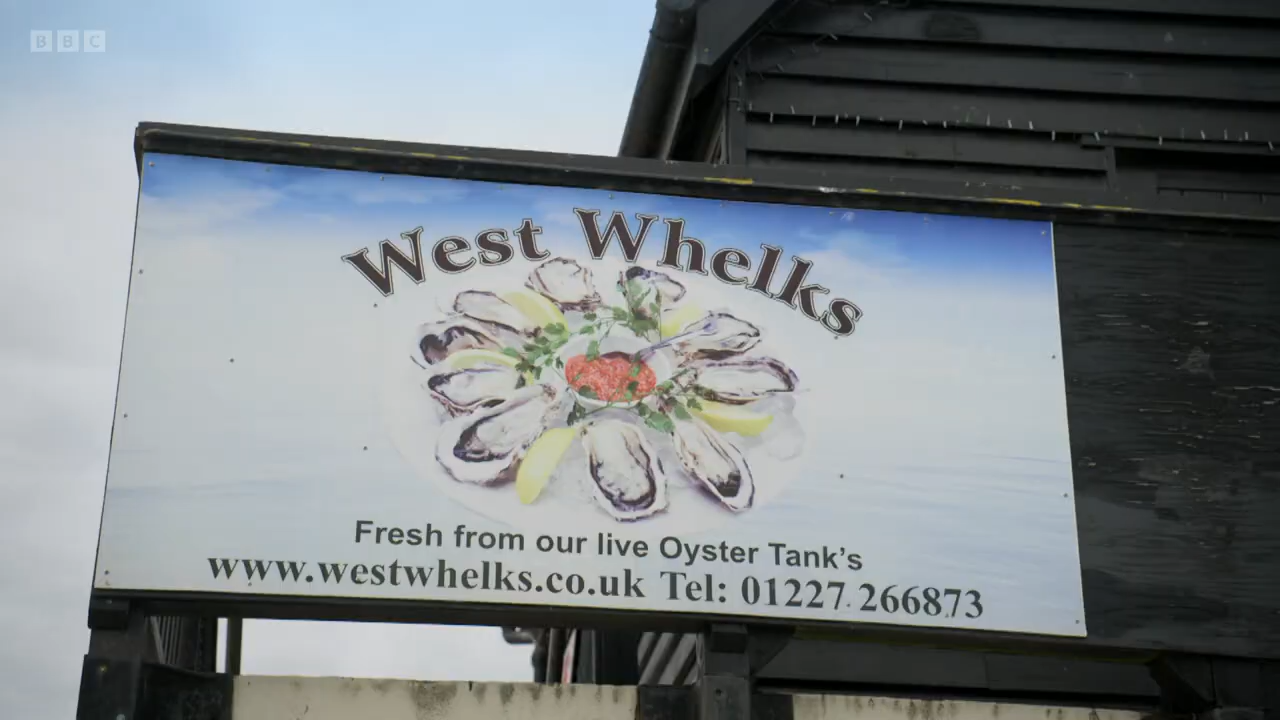 BBC
West Whelks
Fresh from our live Oyster Tank's
www.westwhelks.co.uk Tel: 01227 266873